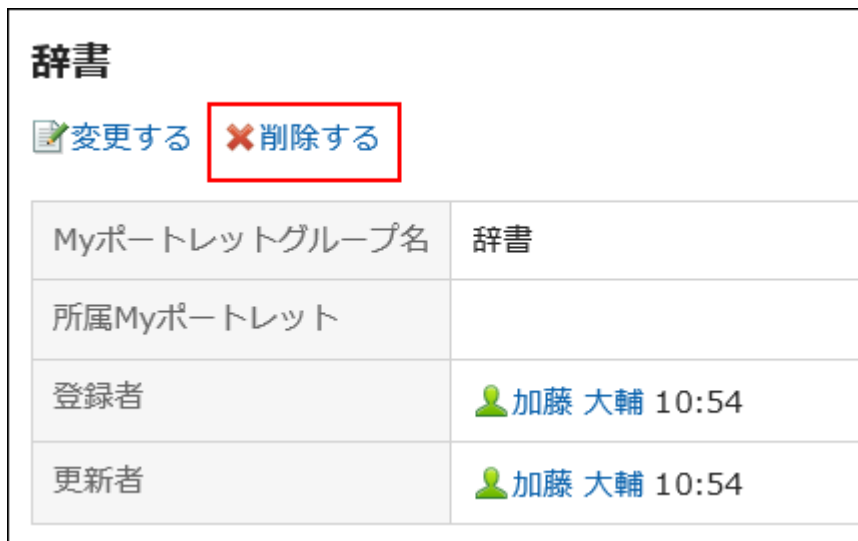 辞書
変更する 削除する
Myポートレットグループ名 辞書
所属Myポートレット
登録者 加藤 大輔 10:54
更新者 加藤 大輔 10:54